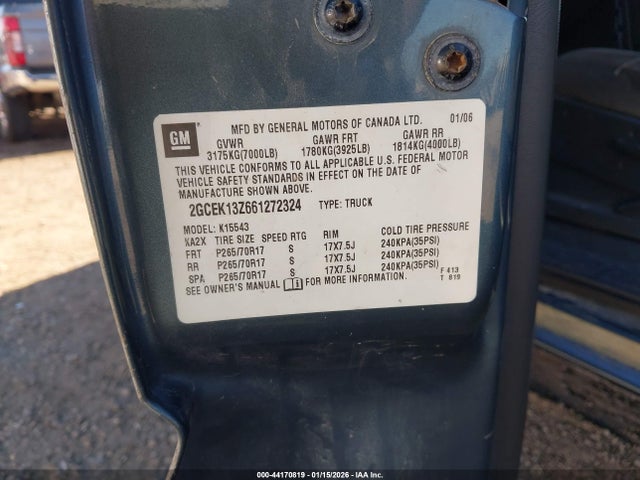 GM
MFD BY GENERAL MOTORS OF CANADA LTD. 01/06
GVWR GAWR FRT GAWR RR
3175KG(7000LB) 1780KG(3925LB) 1814KG(4000LB)
THIS VEHICLE CONFORMS TO ALL APPLICABLE U.S. FEDERAL MOTOR
VEHICLE SAFETY STANDARDS IN EFFECT ON THE DATE OF
MANUFACTURE SHOWN ABOVE.
2GCEK13Z661272324 TYPE: TRUCK
MODEL: K15543
XA2X TIRE SIZE SPEED RTG RIM COLD TIRE PRESSURE
FRT P265/70R17 S 17X7.5J 240KPA(35PSI)
RR P265/70R17 S 17X7.5J 240KPA(35PSI)
SPA P265/70R17 S 17X7.5J 240KPA(35PSI)
SEE OWNER'S MANUAL FOR MORE INFORMATION.
F 413
T 819
000-44170819 - 01/15/2026 - IAA, Inc.